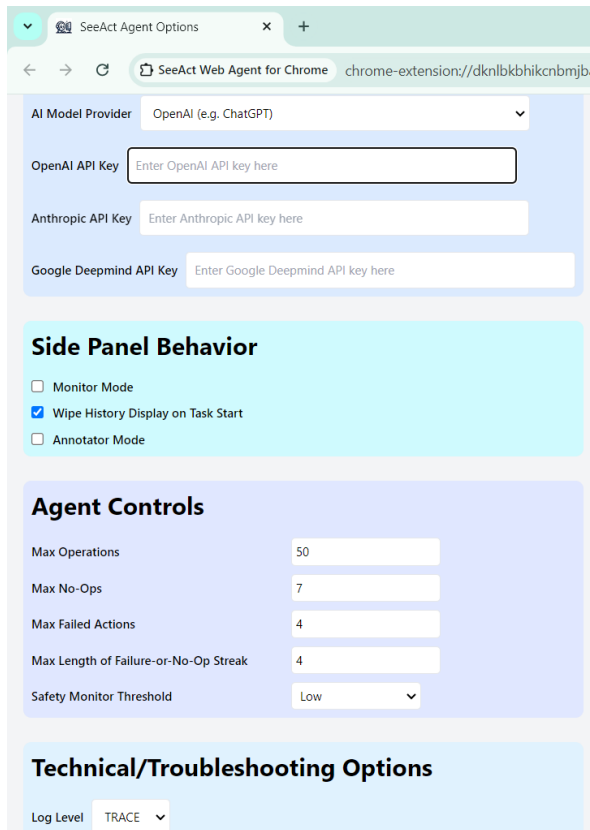 SeeAct Agent Options
SeeAct Web Agent for Chrome chrome-extension://dknlbkbhikcnbmjb
AI Model Provider OpenAI (e.g. ChatGPT)
OpenAI API Key Enter OpenAI API key here
Anthropic API Key Enter Anthropic API key here
Google Deepmind API Key Enter Google Deepmind API key here
Side Panel Behavior
Monitor Mode
Wipe History Display on Task Start
Annotator Mode
Agent Controls
Max Operations 50
Max No-Ops 7
Max Failed Actions 4
Max Length of Failure-or-No-Op Streak 4
Safety Monitor Threshold Low
Technical/Troubleshooting Options
Log Level TRACE